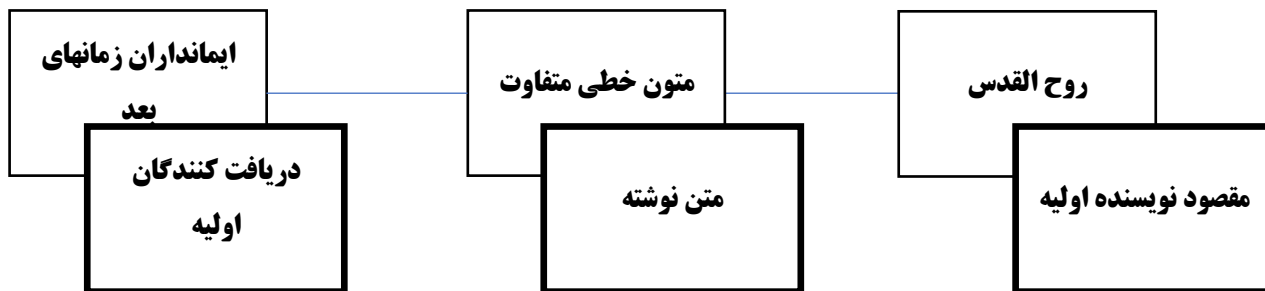 روح القدس
مقصود نویسنده اولیه
متون خطی متفاوت
متن نوشته
ایمانداران زمانهای
بعد
دریافت کنندگان
اولیه